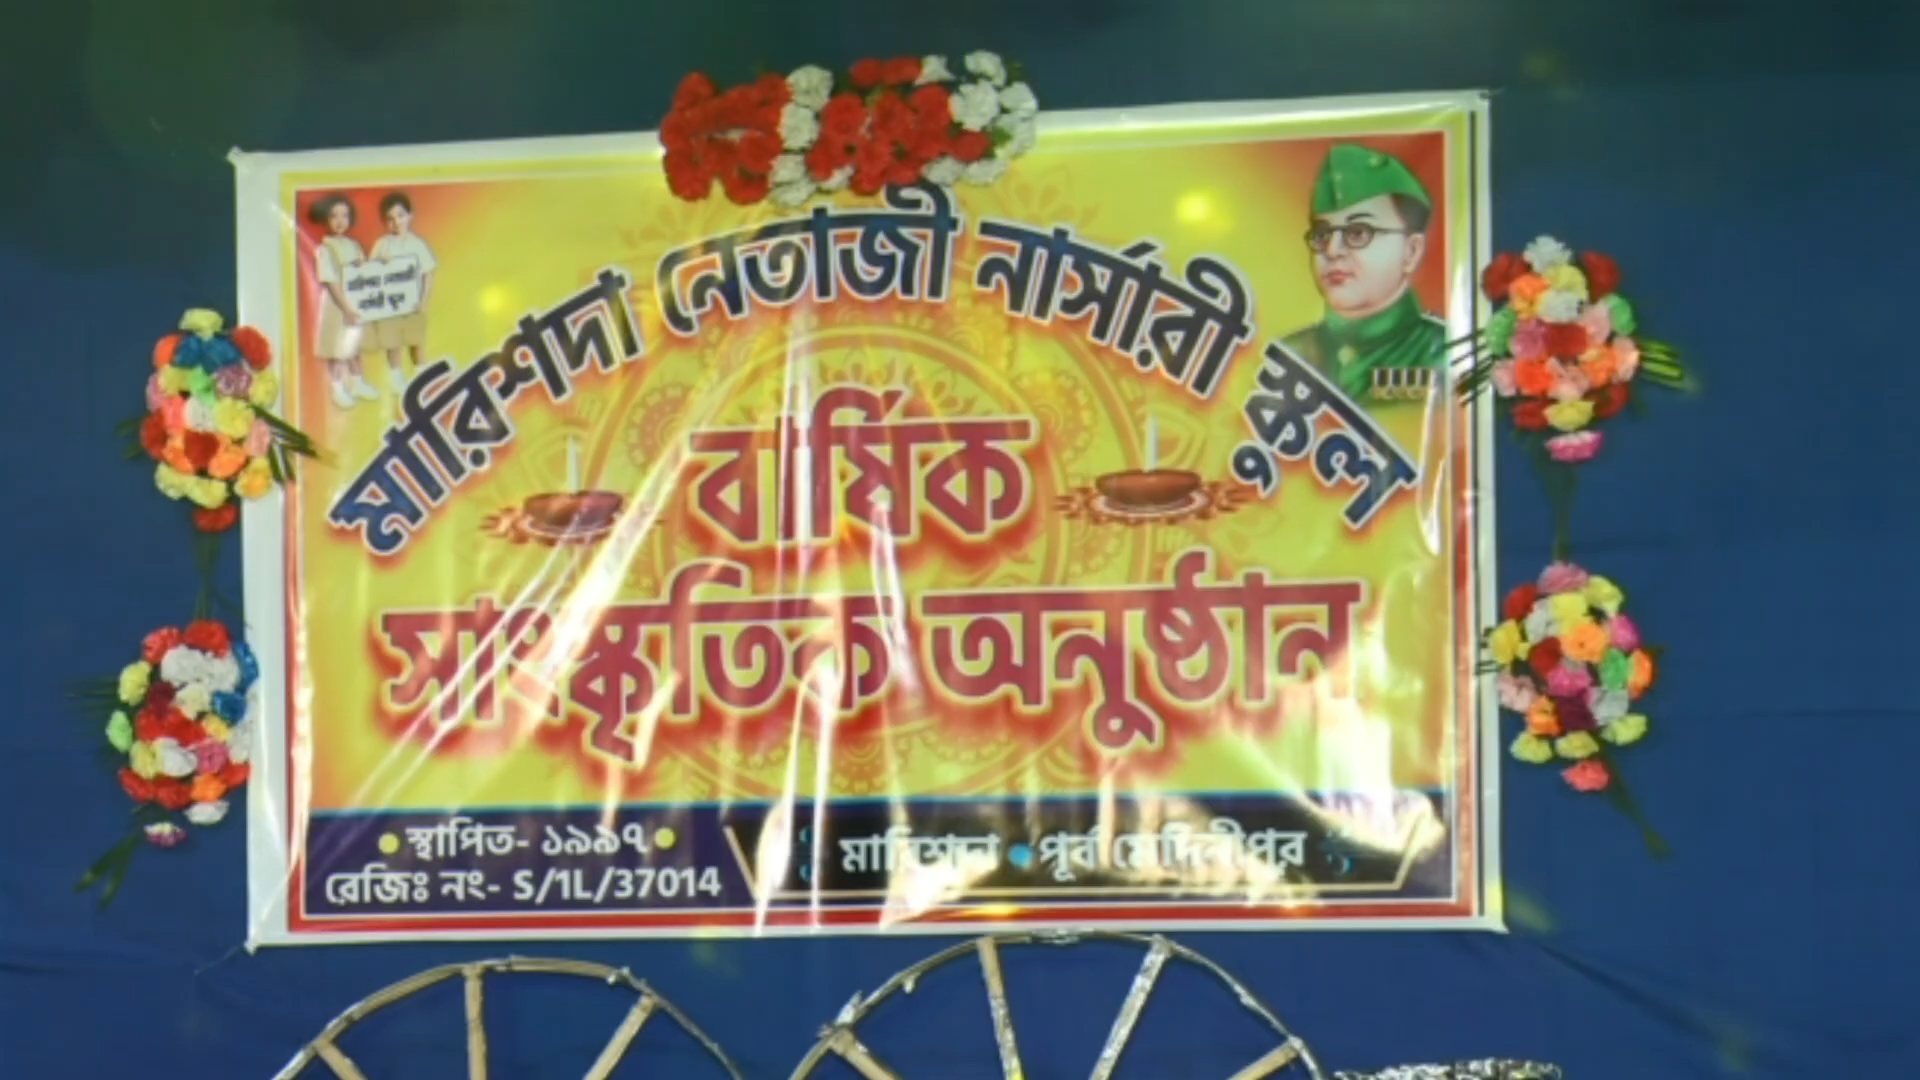 মারিশদা নেতাজী নার্সারী স্কুল
বার্ষিক
সাংস্কৃতিক অনুষ্ঠান
স্থাপিত- ১৯৯৭
রেজিঃ নং- S/1L/37014
মারিশদা • পূর্ব মেদিনীপুর